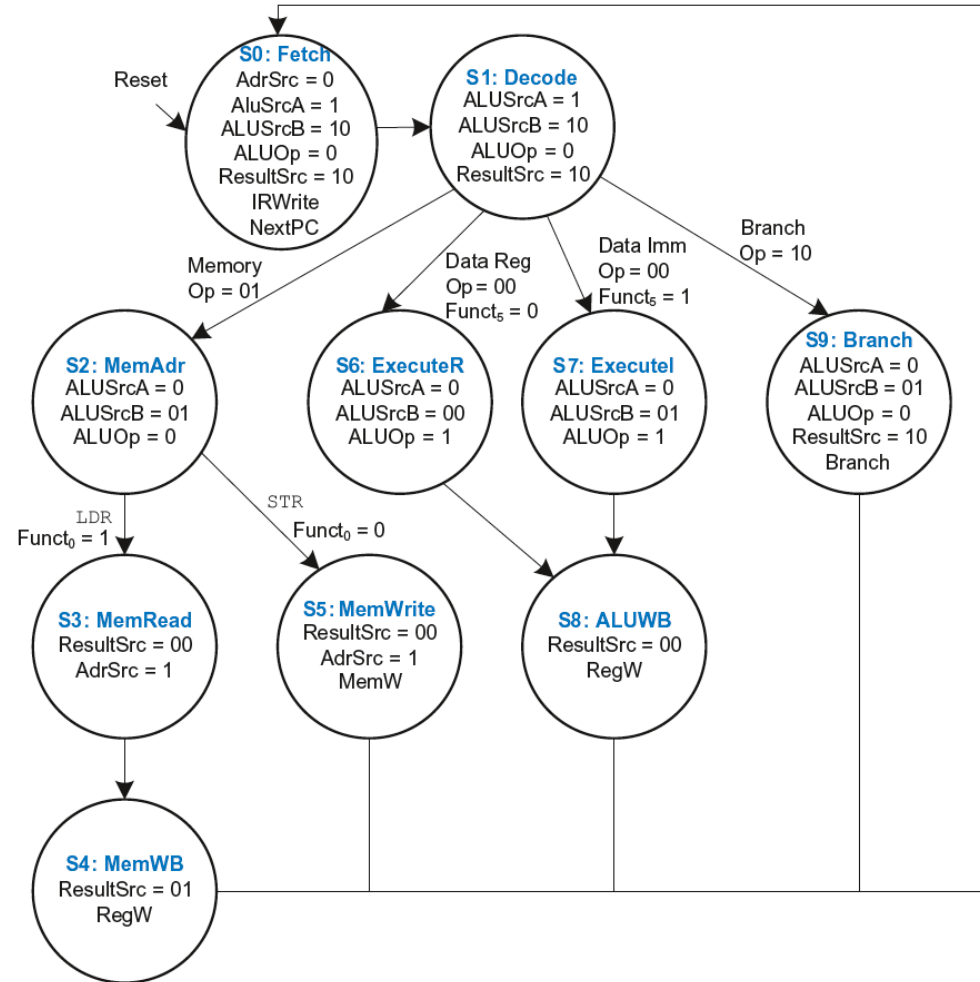 Reset
S0: Fetch
AdrSrc = 0
AluSrcA = 1
ALUSrcB = 10
ALUOp = 0
ResultSrc = 10
IRWrite
NextPC
S1: Decode
ALUSrcA = 1
ALUSrcB = 10
ALUOp = 0
ResultSrc = 10
Memory
Op = 01
Data Reg
Op = 00
Funct₅ = 0
Data Imm
Op = 00
Funct₅ = 1
Branch
Op = 10
S2: MemAdr
ALUSrcA = 0
ALUSrcB = 01
ALUOp = 0
S6: ExecuteR
ALUSrcA = 0
ALUSrcB = 00
ALUOp = 1
S7: ExecuteI
ALUSrcA = 0
ALUSrcB = 01
ALUOp = 1
S9: Branch
ALUSrcA = 0
ALUSrcB = 01
ALUOp = 0
ResultSrc = 10
Branch
LDR
Funct₀ = 1
STR
Funct₀ = 0
S3: MemRead
ResultSrc = 00
AdrSrc = 1
S5: MemWrite
ResultSrc = 00
AdrSrc = 1
MemW
S8: ALUWB
ResultSrc = 00
RegW
S4: MemWB
ResultSrc = 01
RegW